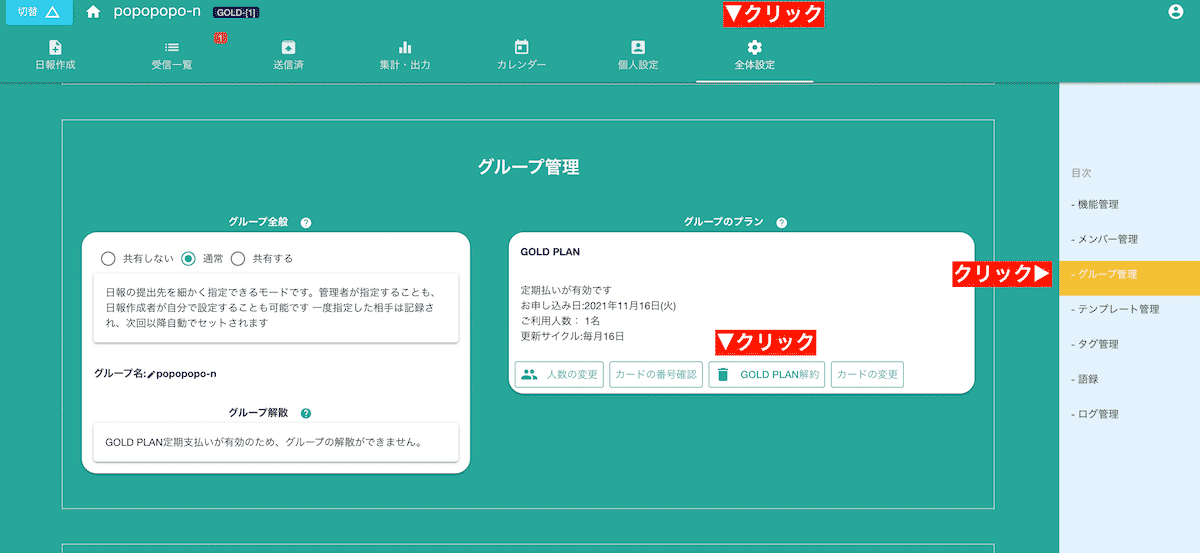 切替
popopopo-n
GOLD-[1]
▼クリック
日報作成
受信一覧
送信済
集計・出力
カレンダー
個人設定
全体設定
グループ管理
グループ全般
共有しない
通常
共有する
日報の提出先を細かく指定できるモードです。管理者が指定することも、
日報作成者が自分で設定することも可能です 一度指定した相手は記録さ
れ、次回以降自動でセットされます
グループ名:popopopo-n
グループ解散
GOLD PLAN定期支払いが有効のため、グループの解散ができません。
グループのプラン
GOLD PLAN
定期払いが有効です
お申し込み日:2021年11月16日(火)
ご利用人数： 1名
更新サイクル:毎月16日
▼クリック
人数の変更
カードの番号確認
GOLD PLAN解約
カードの変更
目次
- 機能管理
- メンバー管理
クリック▶
- グループ管理
- テンプレート管理
- タグ管理
- 語録
- ログ管理